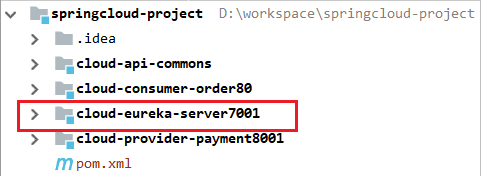 springcloud-project D:\workspace\springcloud-project
.idea
cloud-api-commons
cloud-consumer-order80
cloud-eureka-server7001
cloud-provider-payment8001
m pom.xml